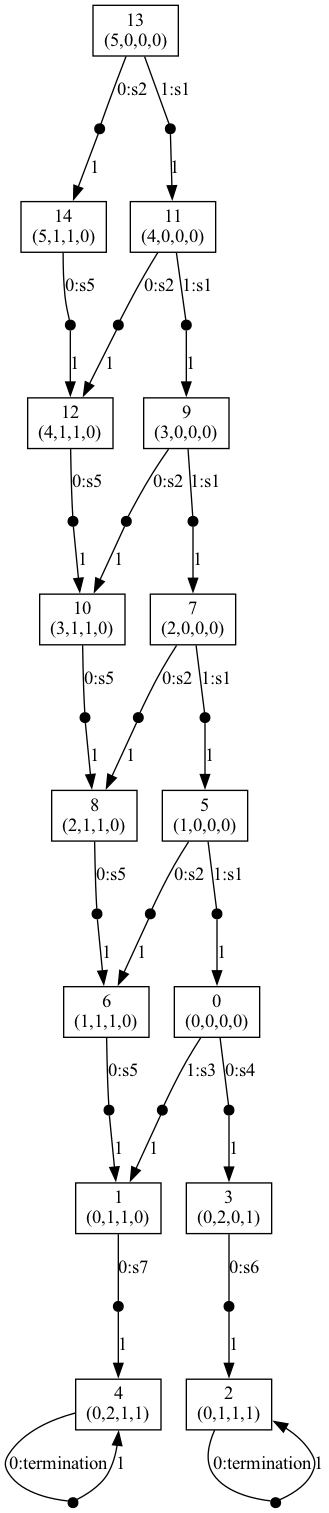 13
(5,0,0,0)
0:s2 1:s1
1 1
14 11
(5,1,1,0) (4,0,0,0)
0:s5 0:s2 1:s1
1 1 1
12 9
(4,1,1,0) (3,0,0,0)
0:s5 0:s2 1:s1
1 1 1
10 7
(3,1,1,0) (2,0,0,0)
0:s5 0:s2 1:s1
1 1 1
8 5
(2,1,1,0) (1,0,0,0)
0:s5 0:s2 1:s1
1 1 1
6 0
(1,1,1,0) (0,0,0,0)
0:s5 1:s3 0:s4
1 1 1
1 3
(0,1,1,0) (0,2,0,1)
0:s7 0:s6
1 1
4 2
(0,2,1,1) (0,1,1,1)
0:termination 1 0:termination 1